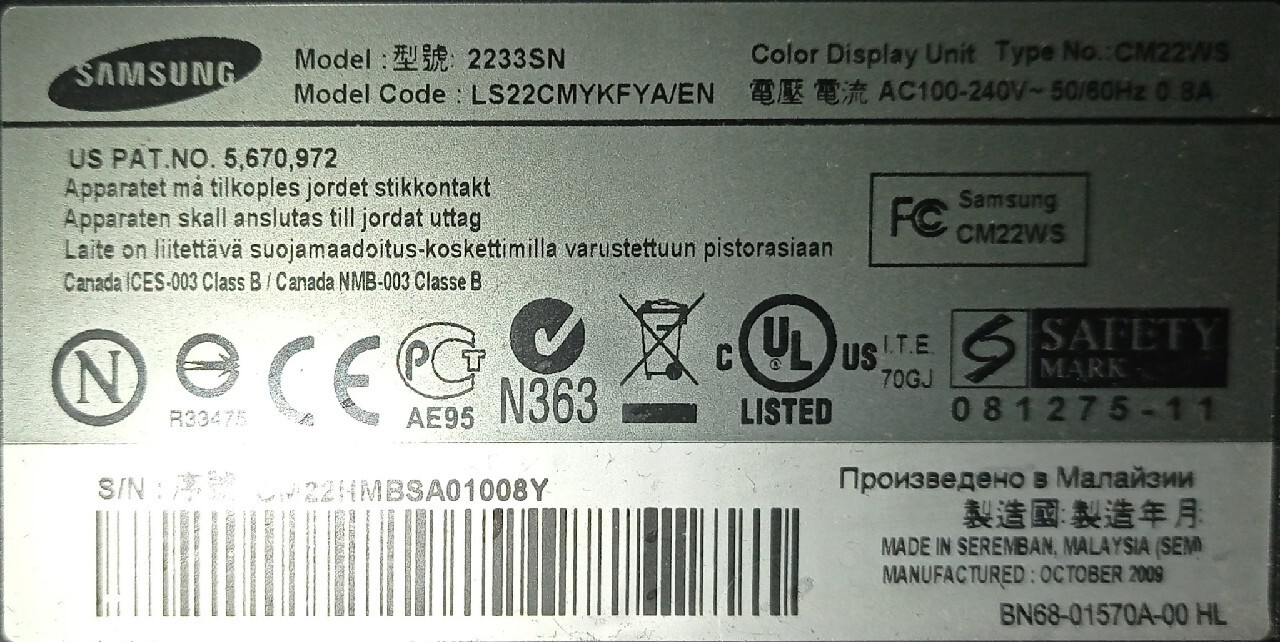 SAMSUNG
Model : 型號: 2233SN
Model Code : LS22CMYKFYA/EN
Color Display Unit Type No.:CM22WS
電壓 電流 AC100-240V~ 50/60Hz 0.8A
US PAT.NO. 5,670,972
Apparatet må tilkoples jordet stikkontakt
Apparaten skall anslutas till jordat uttag
Laite on liitettävä suojamaadoitus-koskettimilla varustettuun pistorasiaan
Canada ICES-003 Class B / Canada NMB-003 Classe B
FC Samsung
CM22WS
N
R33475
CE
PCT
AE95
N363
C UL US
LISTED
I.T.E.
70GJ
SAFETY
MARK
081275-11
S/N : 序號
Произведено в Малайзии
製造國: 製造年月:
MADE IN SEREMBAN, MALAYSIA (SEM)
MANUFACTURED : OCTOBER 2009
BN68-01570A-00 HL